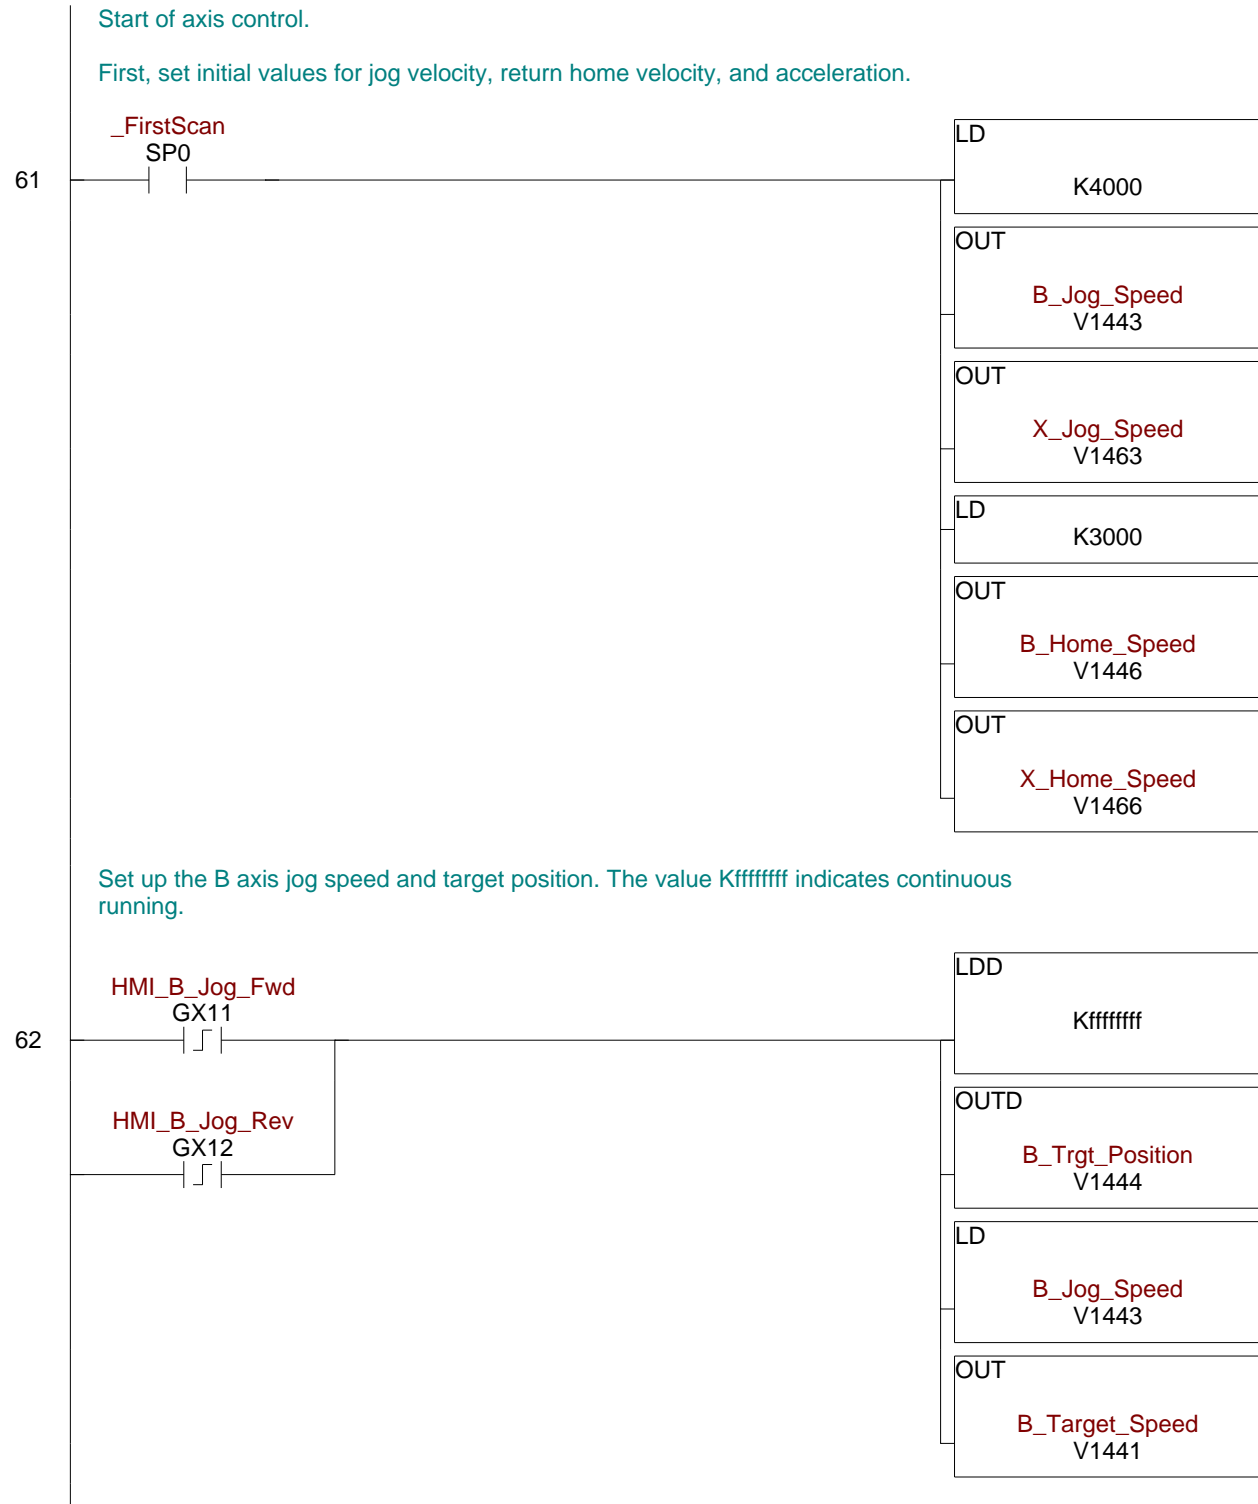 Start of axis control.
First, set initial values for jog velocity, return home velocity, and acceleration.
_FirstScan
SP0
61
LD
K4000
OUT
B_Jog_Speed
V1443
OUT
X_Jog_Speed
V1463
LD
K3000
OUT
B_Home_Speed
V1446
OUT
X_Home_Speed
V1466
Set up the B axis jog speed and target position. The value Kffffffff indicates continuous
running.
HMI_B_Jog_Fwd
GX11
62
HMI_B_Jog_Rev
GX12
LDD
Kffffffff
OUTD
B_Trgt_Position
V1444
LD
B_Jog_Speed
V1443
OUT
B_Target_Speed
V1441